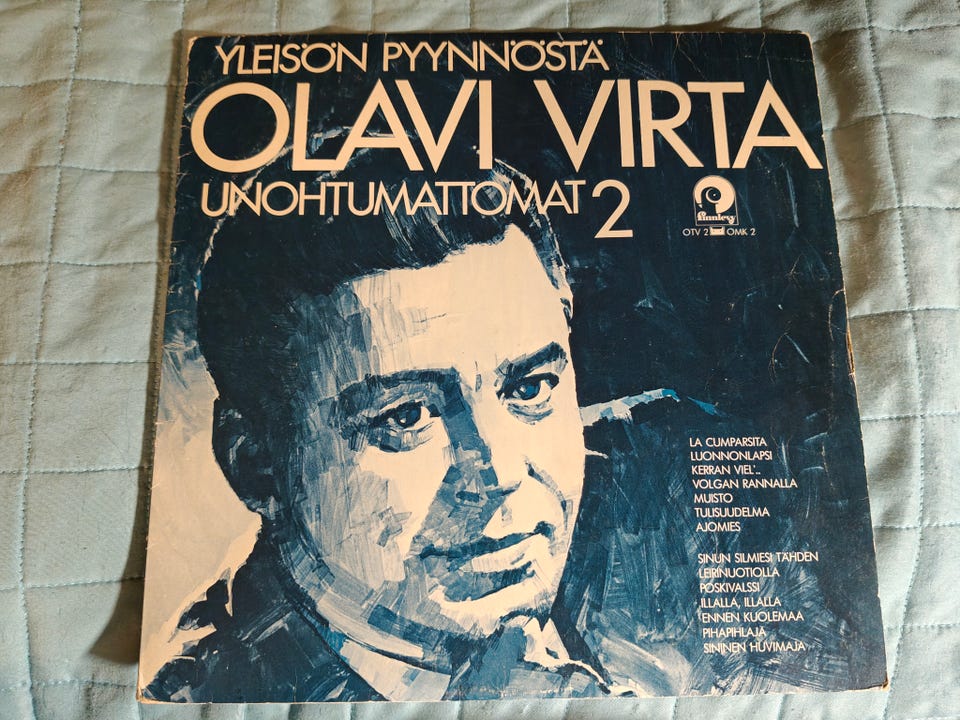 YLEISÖN PYYNNÖSTÄ
OLAVI VIRTA
UNOHTUMATTOMAT 2
finnlevy
OTV 2 OMK 2
LA CUMPARSITA
LUONNONLAPSI
KERRAN VIEL'..
VOLGAN RANNALLA
MUISTO
TULISUUDELMA
AJOMIES
SINUN SILMIESI TÄHDEN
LEIRINUOTIOLLA
POSKIVALSSI
ILLALLA, ILLALLA
ENNEN KUOLEMAA
PIHAPIHLAJA
SININEN HUVIMAJA